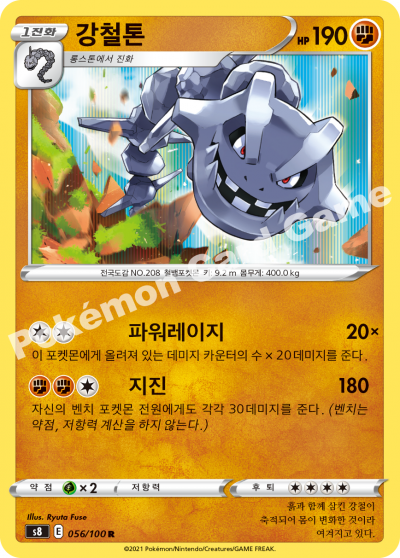 1진화
강철톤
HP 190
롱스톤에서 진화
전국도감 NO.208 철뱀포켓몬 키: 9.2 m 몸무게: 400.0 kg
파워레이지 20×
이 포켓몬에게 올려져 있는 데미지 카운터의 수 × 20데미지를 준다.
지진 180
자신의 벤치 포켓몬 전원에게도 각각 30데미지를 준다. (벤치는
약점, 저항력 계산을 하지 않는다.)
약점 ×2 저항력 후퇴
Illus. Ryuta Fuse
s8 E 056/100 R
흙과 함께 삼킨 강철이
축적되어 몸이 변화한 것이라
여겨지고 있다.
©2021 Pokémon/Nintendo/Creatures/GAME FREAK.
Pokémon Card Game